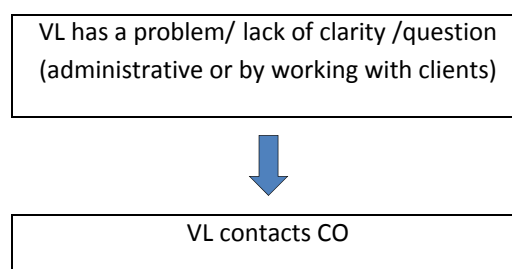 VL has a problem/ lack of clarity /question
(administrative or by working with clients)
VL contacts CO